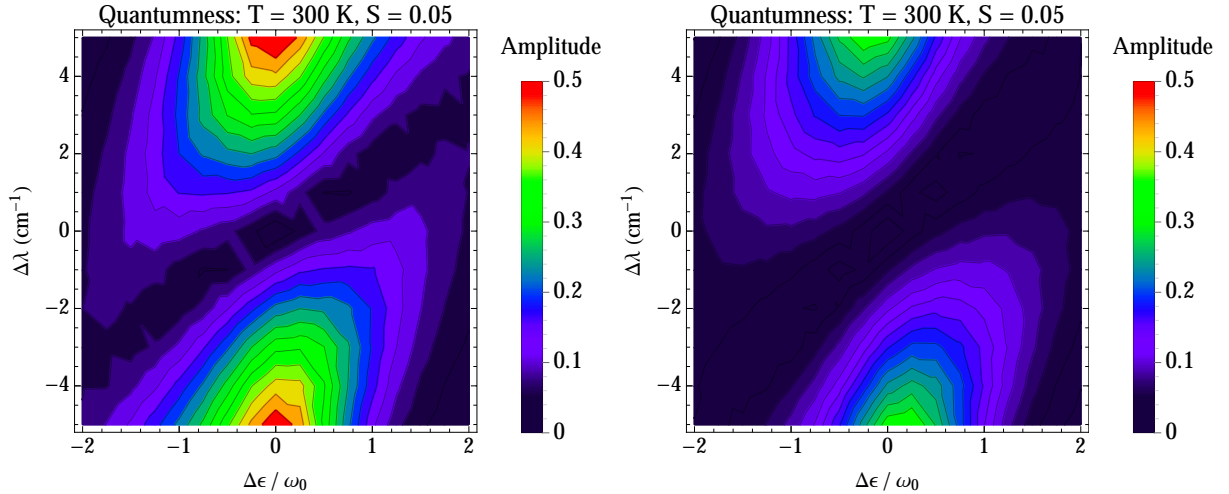 Quantumness: T = 300 K, S = 0.05
Amplitude
0.5
0.4
0.3
0.2
0.1
0
4
2
0
−2
−4
Δλ (cm⁻¹)
−2 −1 0 1 2
Δϵ / ω₀
Quantumness: T = 300 K, S = 0.05
Amplitude
0.5
0.4
0.3
0.2
0.1
0
4
2
0
−2
−4
Δλ (cm⁻¹)
−2 −1 0 1 2
Δϵ / ω₀